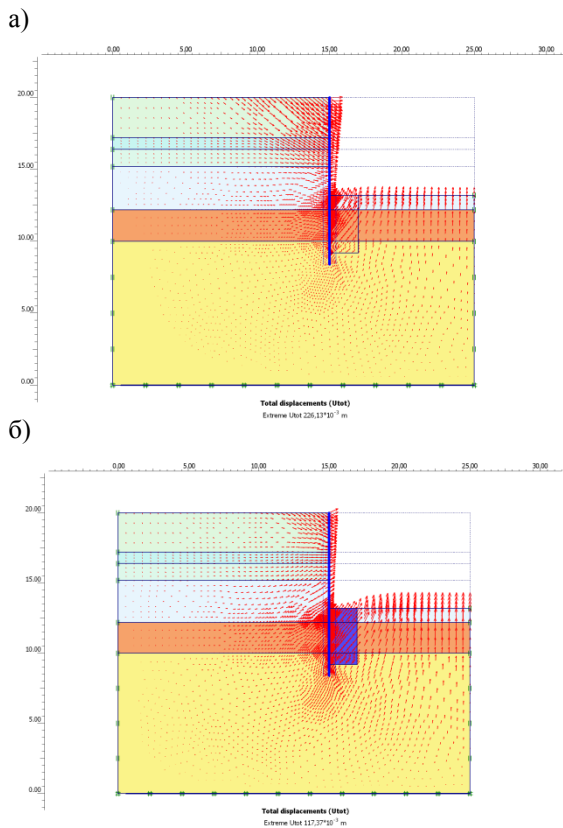 а)
0,00 5,00 10,00 15,00 20,00 25,00 30,00
20.00
15.00
10.00
5.00
0.00
Total displacements (Utot)
Extreme Utot 226,13*10⁻³ m
б)
0,00 5,00 10,00 15,00 20,00 25,00 30,00
20.00
15.00
10.00
5.00
0.00
Total displacements (Utot)
Extreme Utot 117,37*10⁻³ m